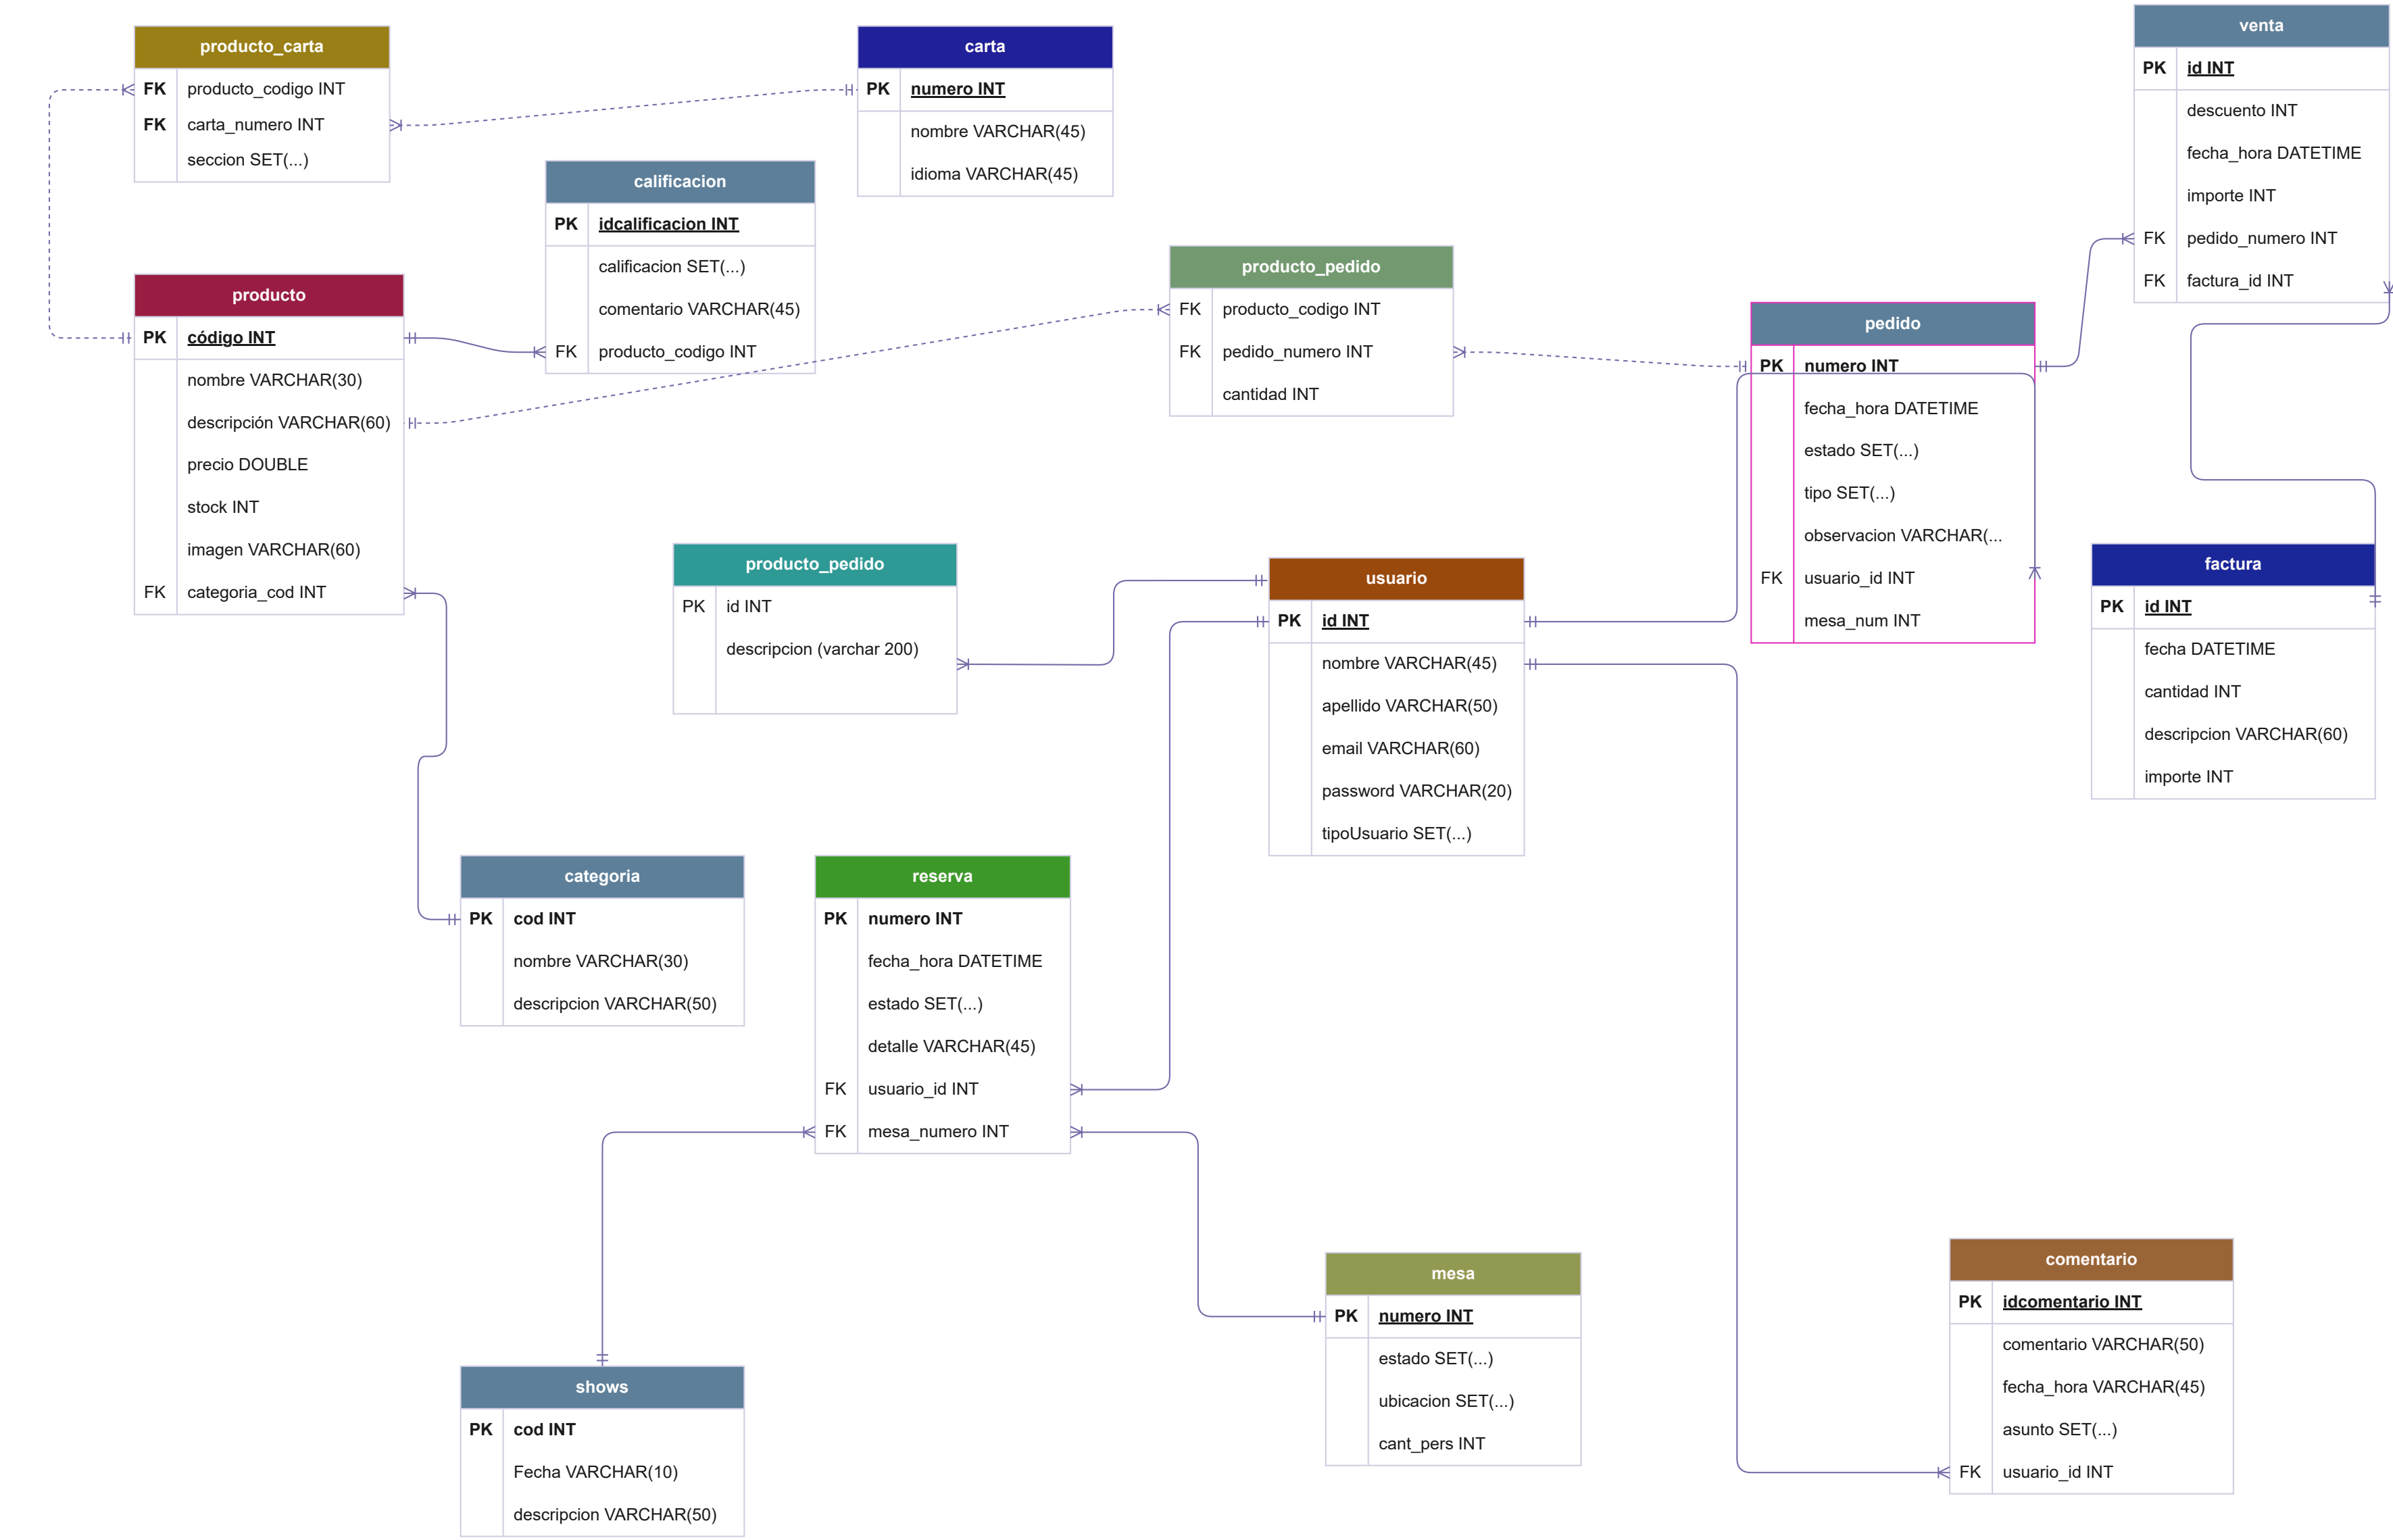 producto_carta
FK producto_codigo INT
FK carta_numero INT
seccion SET(...)
carta
PK numero INT
nombre VARCHAR(45)
idioma VARCHAR(45)
venta
PK id INT
descuento INT
fecha_hora DATETIME
importe INT
FK pedido_numero INT
FK factura_id INT
calificacion
PK idcalificacion INT
calificacion SET(...)
comentario VARCHAR(45)
FK producto_codigo INT
producto_pedido
FK producto_codigo INT
FK pedido_numero INT
cantidad INT
producto
PK código INT
nombre VARCHAR(30)
descripción VARCHAR(60)
precio DOUBLE
stock INT
imagen VARCHAR(60)
FK categoria_cod INT
pedido
PK numero INT
fecha_hora DATETIME
estado SET(...)
tipo SET(...)
observacion VARCHAR(...
FK usuario_id INT
mesa_num INT
producto_pedido
PK id INT
descripcion (varchar 200)
usuario
PK id INT
nombre VARCHAR(45)
apellido VARCHAR(50)
email VARCHAR(60)
password VARCHAR(20)
tipoUsuario SET(...)
factura
PK id INT
fecha DATETIME
cantidad INT
descripcion VARCHAR(60)
importe INT
categoria
PK cod INT
nombre VARCHAR(30)
descripcion VARCHAR(50)
reserva
PK numero INT
fecha_hora DATETIME
estado SET(...)
detalle VARCHAR(45)
FK usuario_id INT
FK mesa_numero INT
mesa
PK numero INT
estado SET(...)
ubicacion SET(...)
cant_pers INT
comentario
PK idcomentario INT
comentario VARCHAR(50)
fecha_hora VARCHAR(45)
asunto SET(...)
FK usuario_id INT
shows
PK cod INT
Fecha VARCHAR(10)
descripcion VARCHAR(50)